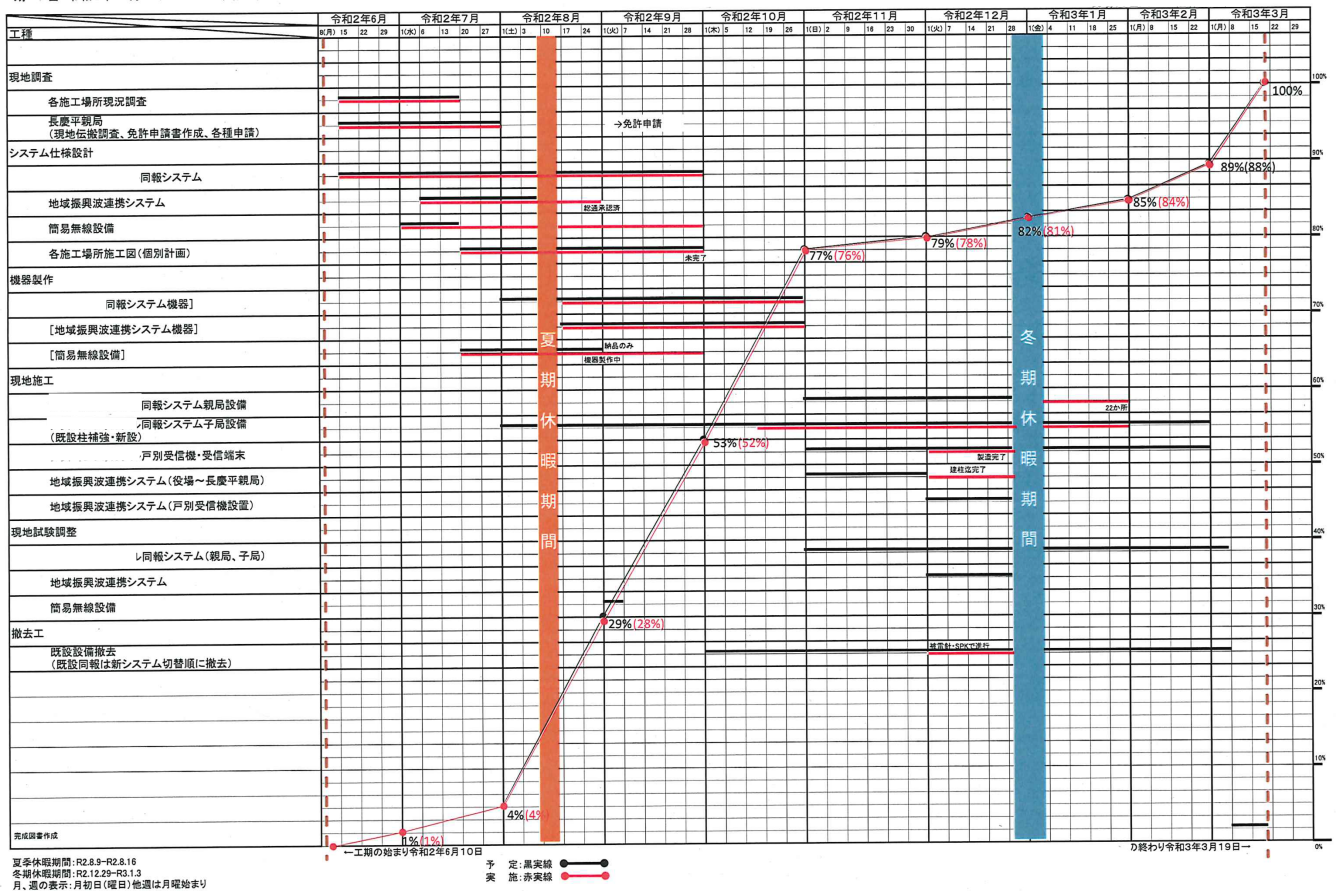 令和2年6月 令和2年7月 令和2年8月 令和2年9月 令和2年10月 令和2年11月 令和2年12月 令和3年1月 令和3年2月 令和3年3月
工種 8(月) 15 22 29 1(水) 6 13 20 27 1(土) 3 10 17 24 1(火) 7 14 21 28 1(木) 5 12 19 26 1(日) 2 9 16 23 30 1(火) 7 14 21 28 1(金) 4 11 18 25 1(月) 8 15 22 1(月) 8 15 22 29
現地調査
100%
100%
各施工場所現況調査
長慶平親局
(現地伝搬調査、免許申請書作成、各種申請)
→免許申請
システム仕様設計
90%
89%(88%)
同報システム
地域振興波連携システム
総通承認済
85%(84%)
簡易無線設備
82%(81%)
80%
各施工場所施工図(個別計画)
未完了
77%(76%)
79%(78%)
機器製作
同報システム機器]
70%
[地域振興波連携システム機器]
[簡易無線設備]
納品のみ
機器製作中
夏期休暇期間
冬期休暇期間
現地施工
60%
同報システム親局設備
22か所
同報システム子局設備
(既設柱補強・新設)
53%(52%)
戸別受信機・受信端末
製造完了
50%
地域振興波連携システム(役場～長慶平親局)
建柱迄完了
地域振興波連携システム(戸別受信機設置)
現地試験調整
40%
同報システム(親局、子局)
地域振興波連携システム
簡易無線設備
30%
29%(28%)
撤去工
既設設備撤去
(既設同報は新システム切替順に撤去)
被雷針・SPKで進行
20%
10%
4%(4%
完成図書作成
1%(1%)
0%
←工期の始まり令和2年6月10日
の終わり令和3年3月19日→
夏季休暇期間:R2.8.9-R2.8.16
冬期休暇期間:R2.12.29-R3.1.3
月、週の表示:月初日(曜日)他週は月曜始まり
予 定:黒実線
実 施:赤実線